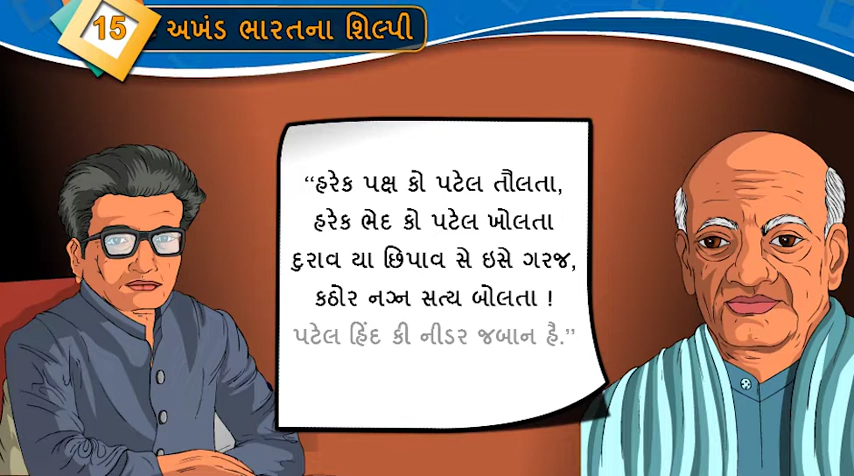 15 અખંડ ભારતના શિલ્પી
“હરેક પક્ષ કો પટેલ તૌલતા,
હરેક ભેદ કો પટેલ ખોલતા
દુરાવ યા છિપાવ સે ઇસે ગરજ,
કઠોર નગ્ન સત્ય બોલતા !
પટેલ હિંદ કી નીડર જબાન હૈ.”